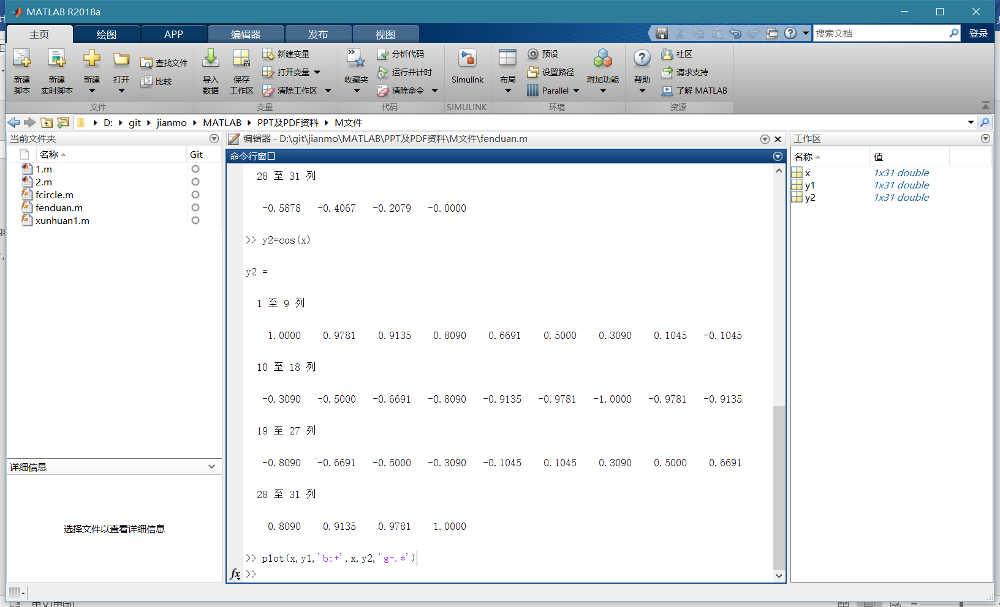 MATLAB R2018a
主页 绘图 APP 编辑器 发布 视图 搜索文档 登录
新建 脚本 新建 实时脚本 新建 打开 查找文件 比较
导入 数据 保存 工作区 新建变量 打开变量 清除工作区
收藏夹 分析代码 运行并计时 清除命令
Simulink
布局 预设 设置路径 Parallel 附加功能
帮助 社区 请求支持 了解 MATLAB
文件 变量 代码 SIMULINK 环境 资源
D: git jianmo MATLAB PPT及PDF资料 M文件
当前文件夹
名称 Git
1.m
2.m
fcircle.m
fenduan.m
xunhuan1.m
详细信息
选择文件以查看详细信息
编辑器 - D:\git\jianmo\MATLAB\PPT及PDF资料\M文件\fenduan.m
命令行窗口
28 至 31 列
-0.5878 -0.4067 -0.2079 -0.0000
>> y2=cos(x)
y2 =
1 至 9 列
1.0000 0.9781 0.9135 0.8090 0.6691 0.5000 0.3090 0.1045 -0.1045
10 至 18 列
-0.3090 -0.5000 -0.6691 -0.8090 -0.9135 -0.9781 -1.0000 -0.9781 -0.9135
19 至 27 列
-0.8090 -0.6691 -0.5000 -0.3090 -0.1045 0.1045 0.3090 0.5000 0.6691
28 至 31 列
0.8090 0.9135 0.9781 1.0000
>> plot(x,y1,'b:+',x,y2,'g-.*')
fx >>
工作区
名称 值
x 1x31 double
y1 1x31 double
y2 1x31 double